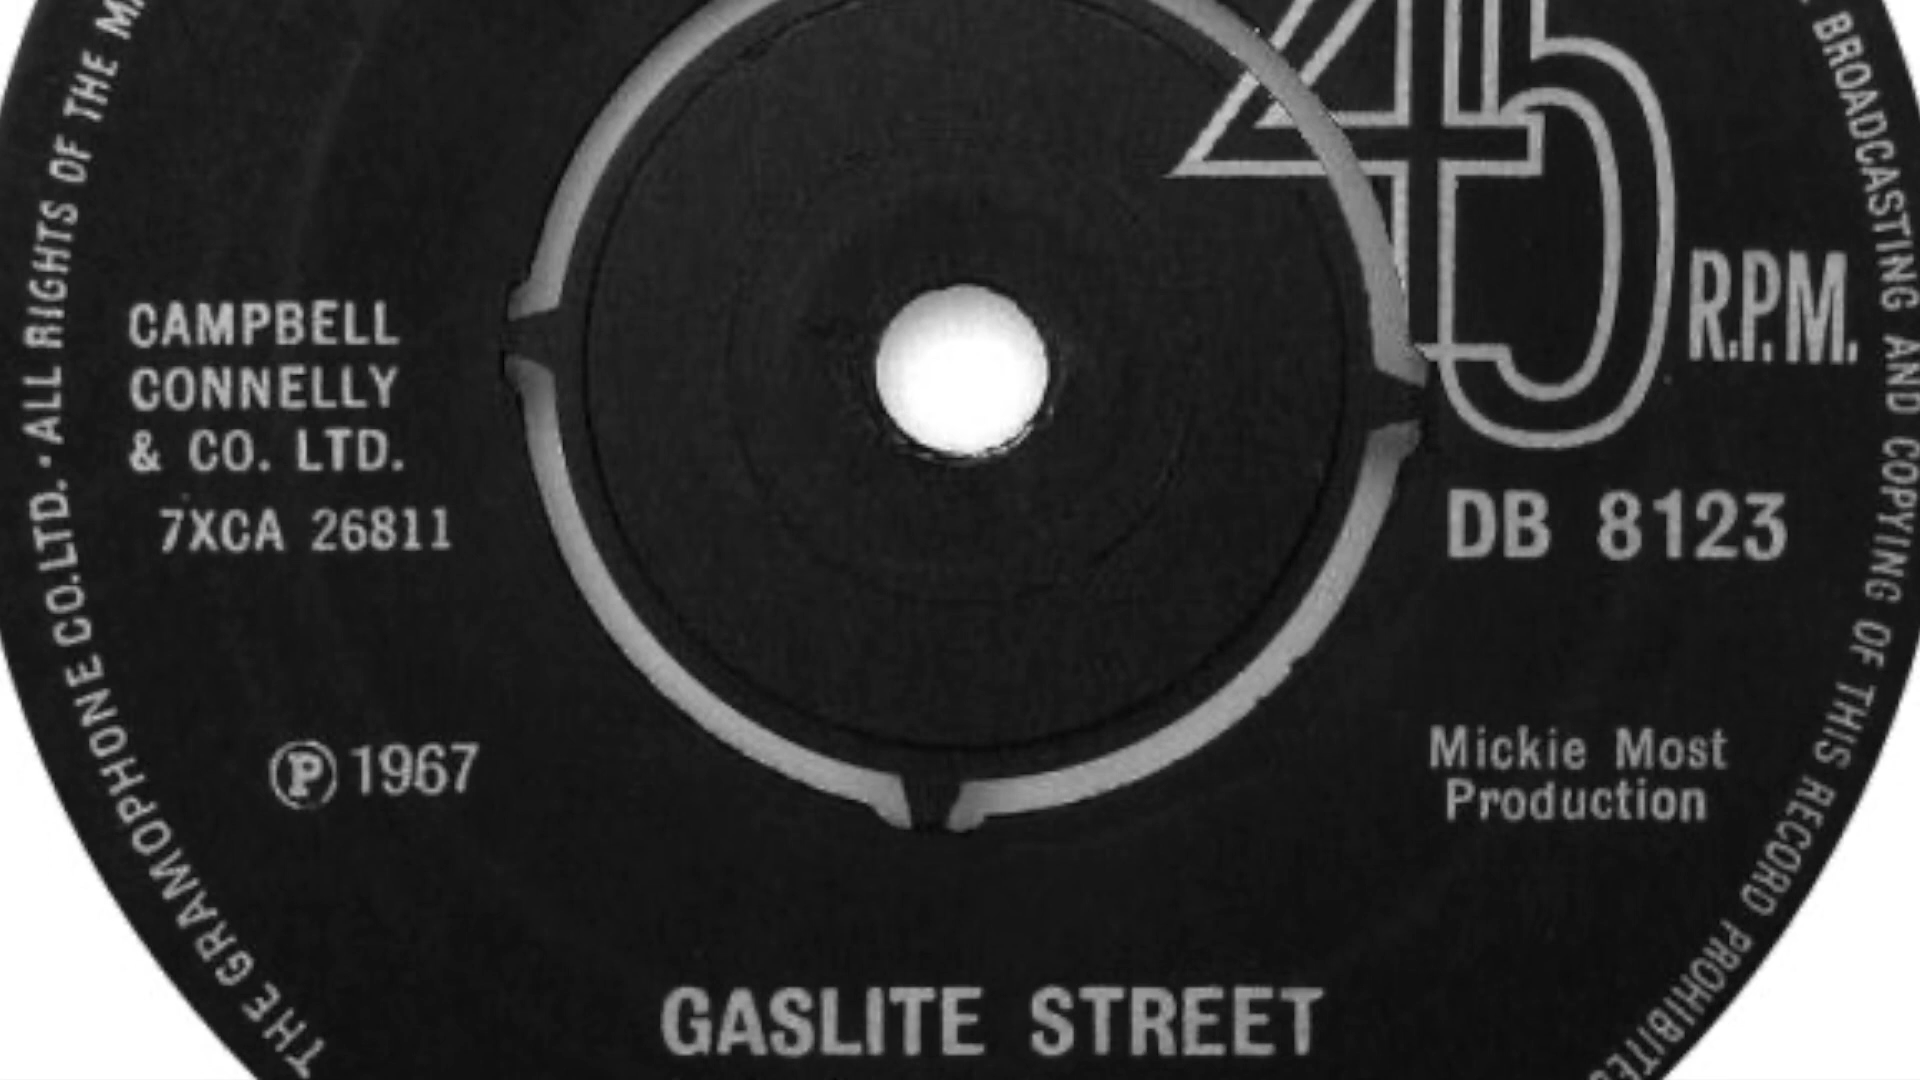 45
R.P.M.
CAMPBELL
CONNELLY
& CO. LTD.
7XCA 26811
DB 8123
℗ 1967
Mickie Most
Production
GASLITE STREET
THE GRAMOPHONE CO. LTD. · ALL RIGHTS OF THE
BROADCASTING AND COPYING OF THIS RECORD PROHIBITE